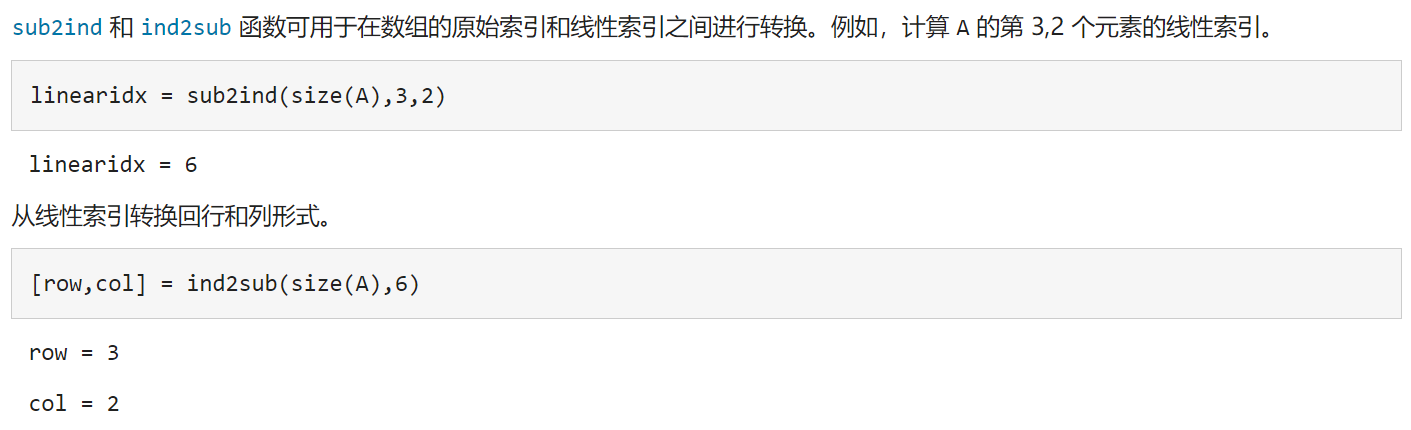 sub2ind 和 ind2sub 函数可用于在数组的原始索引和线性索引之间进行转换。例如，计算 A 的第 3,2 个元素的线性索引。
linearidx = sub2ind(size(A),3,2)
linearidx = 6
从线性索引转换回行和列形式。
[row,col] = ind2sub(size(A),6)
row = 3
col = 2